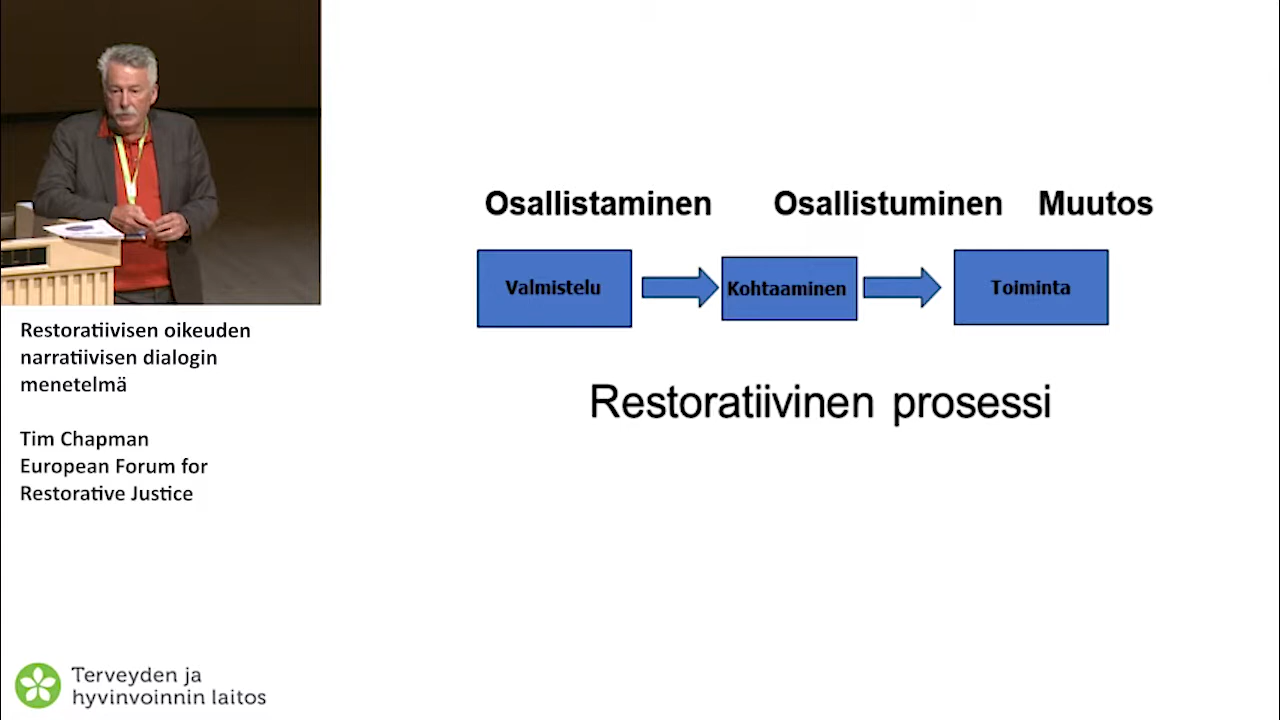 Restoratiivisen oikeuden
narratiivisen dialogin
menetelmä
Tim Chapman
European Forum for
Restorative Justice
Terveyden ja
hyvinvoinnin laitos
Osallistaminen Osallistuminen Muutos
Valmistelu Kohtaaminen Toiminta
Restoratiivinen prosessi